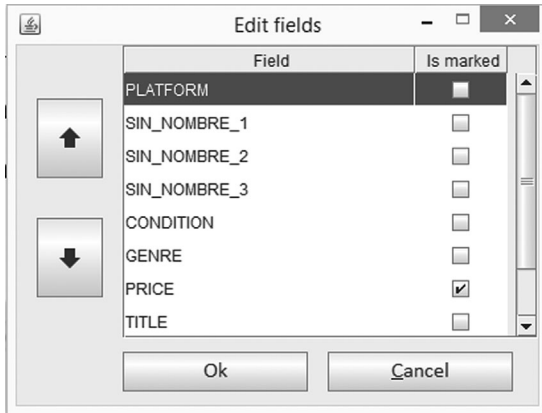 Edit fields
Field Is marked
PLATFORM
SIN_NOMBRE_1
SIN_NOMBRE_2
SIN_NOMBRE_3
CONDITION
GENRE
PRICE
TITLE
Ok Cancel